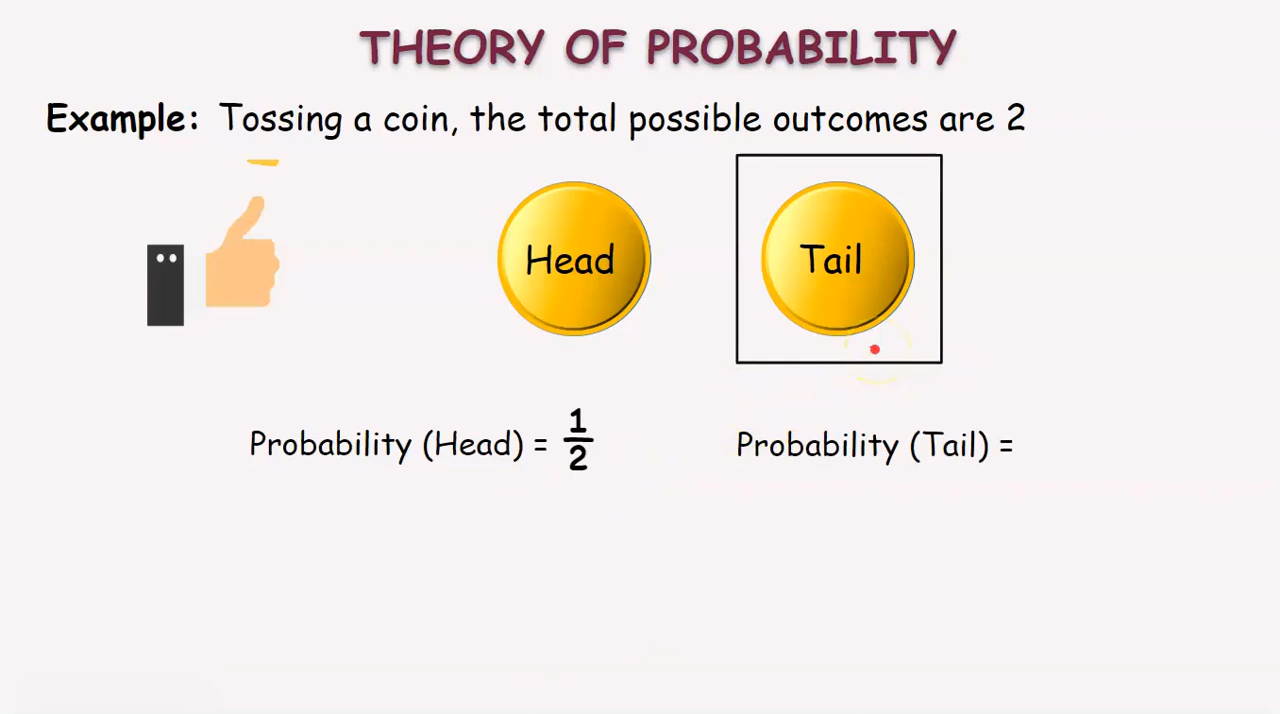 THEORY OF PROBABILITY
Example: Tossing a coin, the total possible outcomes are 2
Head
Tail
Probability (Head) = 1/2
Probability (Tail) =